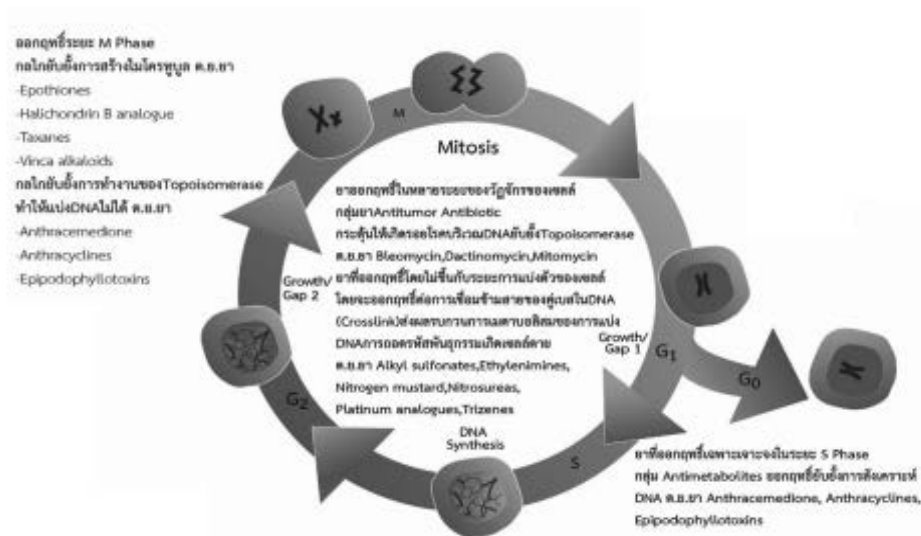 ออกฤทธิ์ระยะ M Phase
กลไกยับยั้งการสร้างไมโครทูบูล ต.ย.ยา
-Epothiones
-Halichondrin B analogue
-Taxanes
-Vinca alkaloids
กลไกยับยั้งการทำงานของTopoisomerase
ทำให้แบ่งDNAไม่ได้ ต.ย.ยา
-Anthracemedione
-Anthracyclines
-Epipodophyllotoxins
M
Mitosis
ยาออกฤทธิ์ในหลายระยะของวัฏจักรของเซลล์
กลุ่มยาAntitumor Antibiotic
กระตุ้นให้เกิดรอยโรคบริเวณDNAยับยั้งTopoisomerase
ต.ย.ยา Bleomycin,Dactinomycin,Mitomycin
ยาที่ออกฤทธิ์โดยไม่ขึ้นกับระยะการแบ่งตัวของเซลล์
โดยจะออกฤทธิ์ต่อการเชื่อมข้ามสายของคู่เบสในDNA
(Crosslink)ส่งผลรบกวนการเมตาบอลิสมของการแบ่ง
DNAการถอดรหัสพันธุกรรมเกิดเซลล์ตาย
ต.ย.ยา Alkyl sulfonates,Ethylenimines,
Nitrogen mustard,Nitrosureas,
Platinum analogues,Trizenes
Growth/
Gap 2
G2
Growth/
Gap 1
G1
G0
DNA
Synthesis
S
ยาที่ออกฤทธิ์เฉพาะเจาะจงในระยะ S Phase
กลุ่ม Antimetabolites ออกฤทธิ์ยับยั้งการสังเคราะห์
DNA ต.ย.ยา Anthracemedione, Anthracyclines,
Epipodophyllotoxins